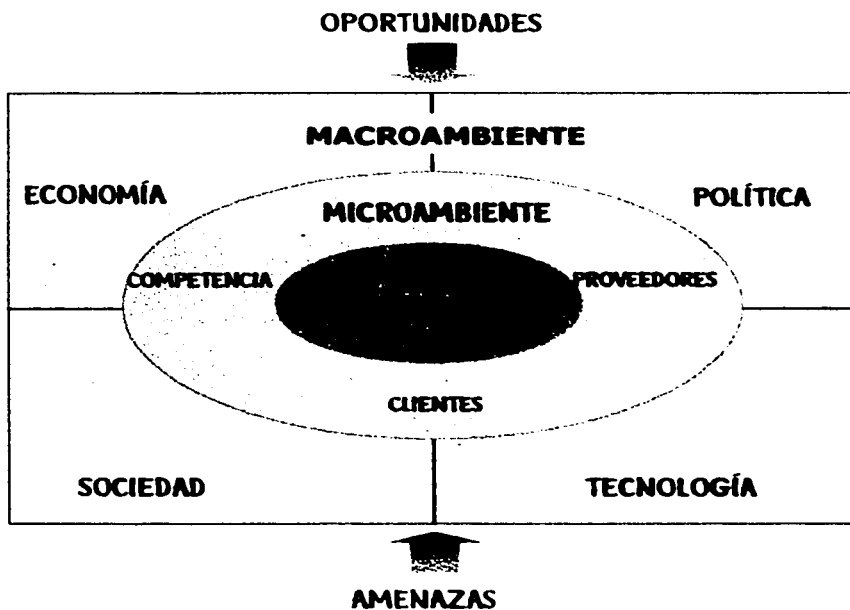 OPORTUNIDADES
MACROAMBIENTE
ECONOMÍA
POLÍTICA
MICROAMBIENTE
COMPETENCIA
PROVEEDORES
CLIENTES
SOCIEDAD
TECNOLOGÍA
AMENAZAS